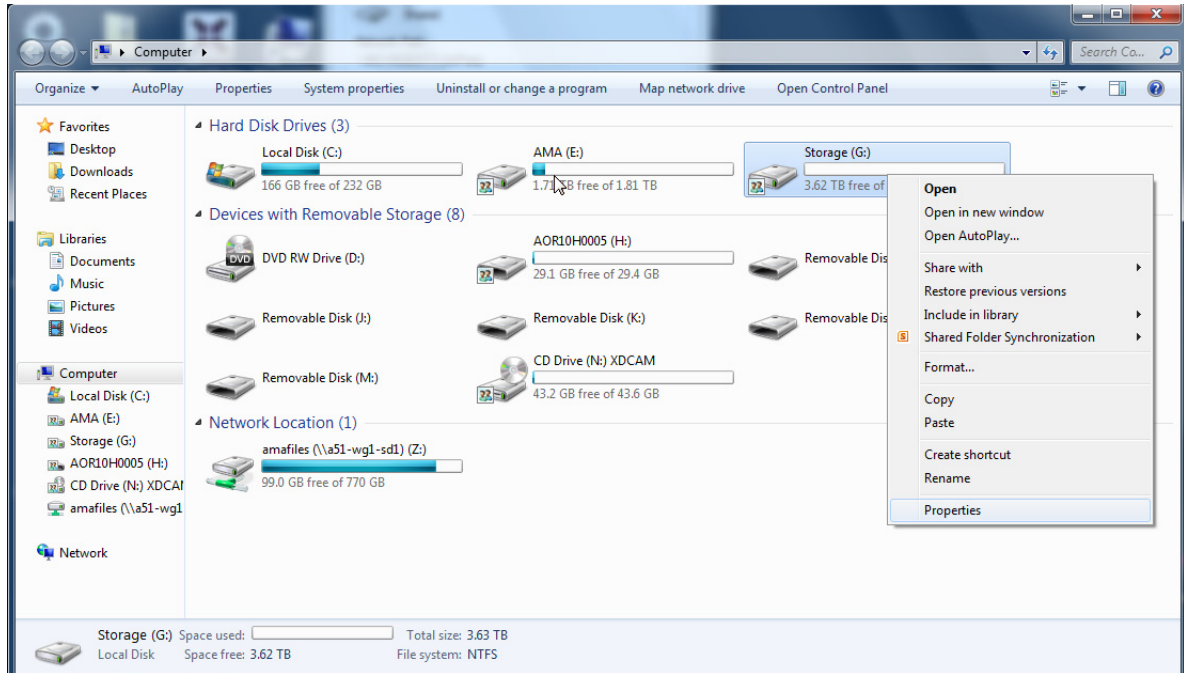 Computer
Search Co...
Organize AutoPlay Properties System properties Uninstall or change a program Map network drive Open Control Panel
Favorites
Desktop
Downloads
Recent Places
Libraries
Documents
Music
Pictures
Videos
Computer
Local Disk (C:)
AMA (E:)
Storage (G:)
AOR10H0005 (H:)
CD Drive (N:) XDCAM
amafiles (\\a51-wg1
Network
Hard Disk Drives (3)
Local Disk (C:)
166 GB free of 232 GB
AMA (E:)
1.71 TB free of 1.81 TB
Storage (G:)
3.62 TB free of
Devices with Removable Storage (8)
DVD RW Drive (D:)
AOR10H0005 (H:)
29.1 GB free of 29.4 GB
Removable Dis
Removable Disk (J:)
Removable Disk (K:)
Removable Dis
Removable Disk (M:)
CD Drive (N:) XDCAM
43.2 GB free of 43.6 GB
Network Location (1)
amafiles (\\a51-wg1-sd1) (Z:)
99.0 GB free of 770 GB
Open
Open in new window
Open AutoPlay...
Share with
Restore previous versions
Include in library
Shared Folder Synchronization
Format...
Copy
Paste
Create shortcut
Rename
Properties
Storage (G:) Space used: Total size: 3.63 TB
Local Disk Space free: 3.62 TB File system: NTFS